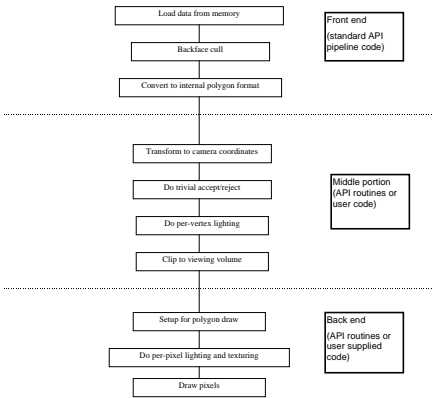 Load data from memory
Backface cull
Convert to internal polygon format
Front end
(standard API
pipeline code)
Transform to camera coordinates
Do trivial accept/reject
Do per-vertex lighting
Clip to viewing volume
Middle portion
(API routines or
user code)
Setup for polygon draw
Do per-pixel lighting and texturing
Draw pixels
Back end
(API routines or
user supplied
code)